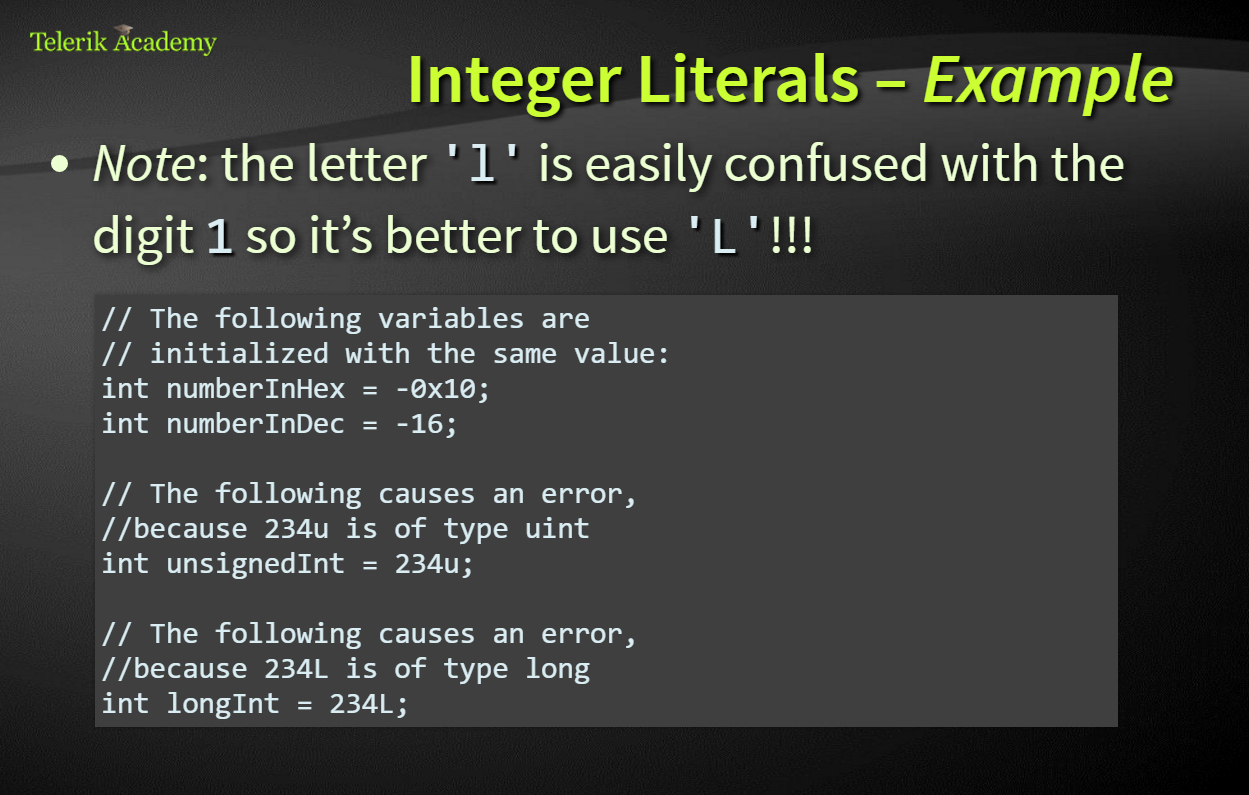 Telerik Academy
Integer Literals – Example
• Note: the letter 'l' is easily confused with the
digit 1 so it’s better to use 'L'!!!
// The following variables are
// initialized with the same value:
int numberInHex = -0x10;
int numberInDec = -16;
// The following causes an error,
//because 234u is of type uint
int unsignedInt = 234u;
// The following causes an error,
//because 234L is of type long
int longInt = 234L;